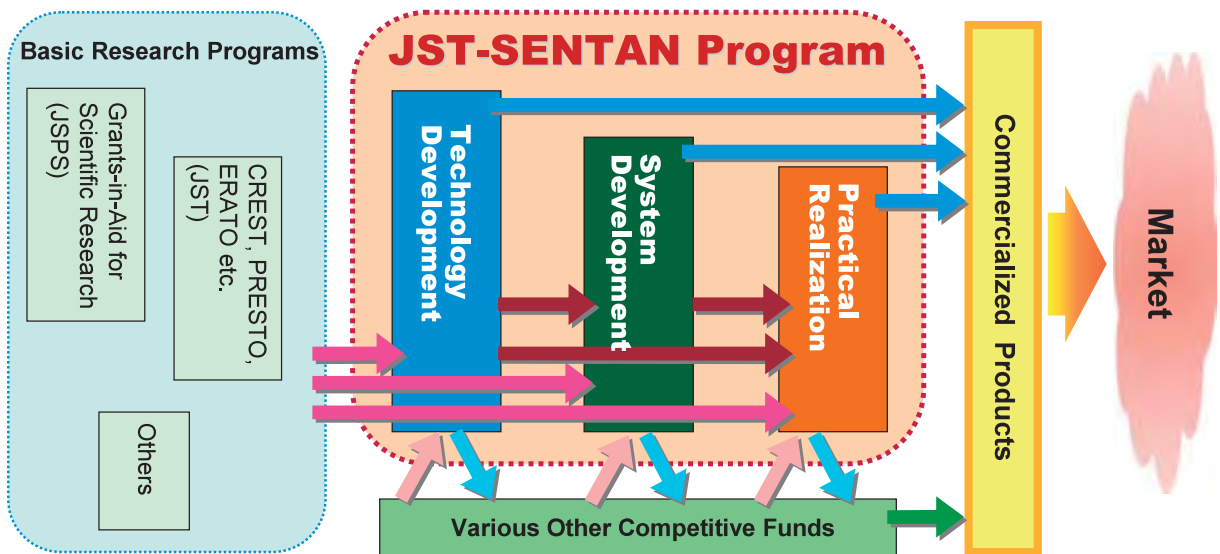 Basic Research Programs
Grants-in-Aid for
Scientific Research
(JSPS)
CREST, PRESTO,
ERATO etc.
(JST)
Others
JST-SENTAN Program
Technology
Development
System
Development
Practical
Realization
Various Other Competitive Funds
Commercialized Products
Market